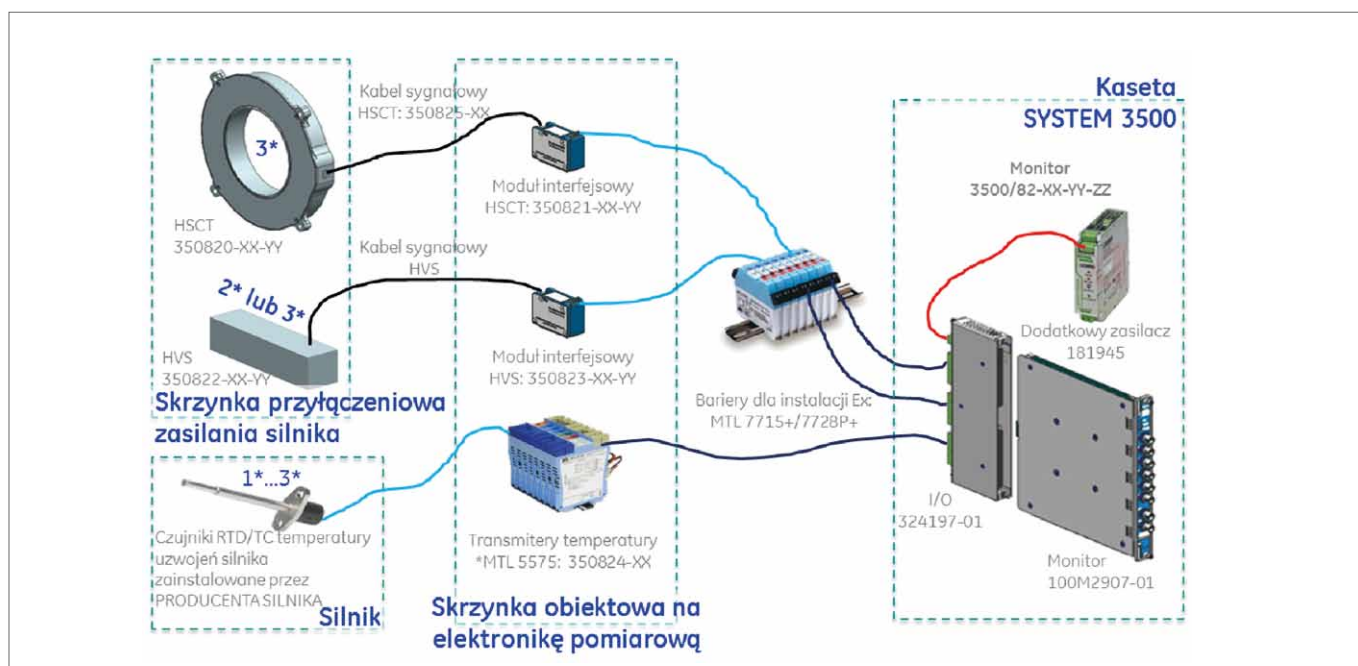 Kabel sygnałowy
HSCT: 350825-XX
3*
HSCT
350820-XX-YY
Moduł interfejsowy
HSCT: 350821-XX-YY
Kabel sygnałowy
HVS
2* lub 3*
HVS
350822-XX-YY
Moduł interfejsowy
HVS: 350823-XX-YY
Skrzynka przyłączeniowa
zasilania silnika
1*...3*
Czujniki RTD/TC temperatury
uzwojeń silnika
zainstalowane przez
PRODUCENTA SILNIKA
Silnik
Transmitery temperatury
*MTL 5575: 350824-XX
Skrzynka obiektowa na
elektronikę pomiarową
Bariery dla instalacji Ex:
MTL 7715+/7728P+
Kaseta
SYSTEM 3500
Monitor
3500/82-XX-YY-ZZ
Dodatkowy zasilacz
181945
I/O
324197-01
Monitor
100M2907-01